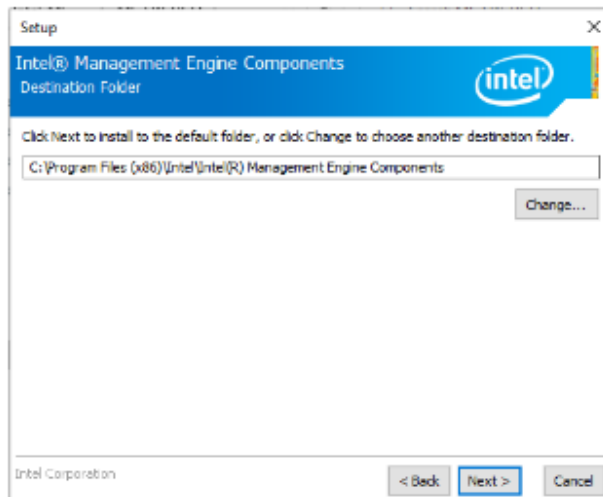 Setup
Intel® Management Engine Components
Destination Folder
intel
Click Next to install to the default folder, or click Change to choose another destination folder.
C:\Program Files (x86)\Intel\Intel(R) Management Engine Components
Change...
Intel Corporation
< Back
Next >
Cancel